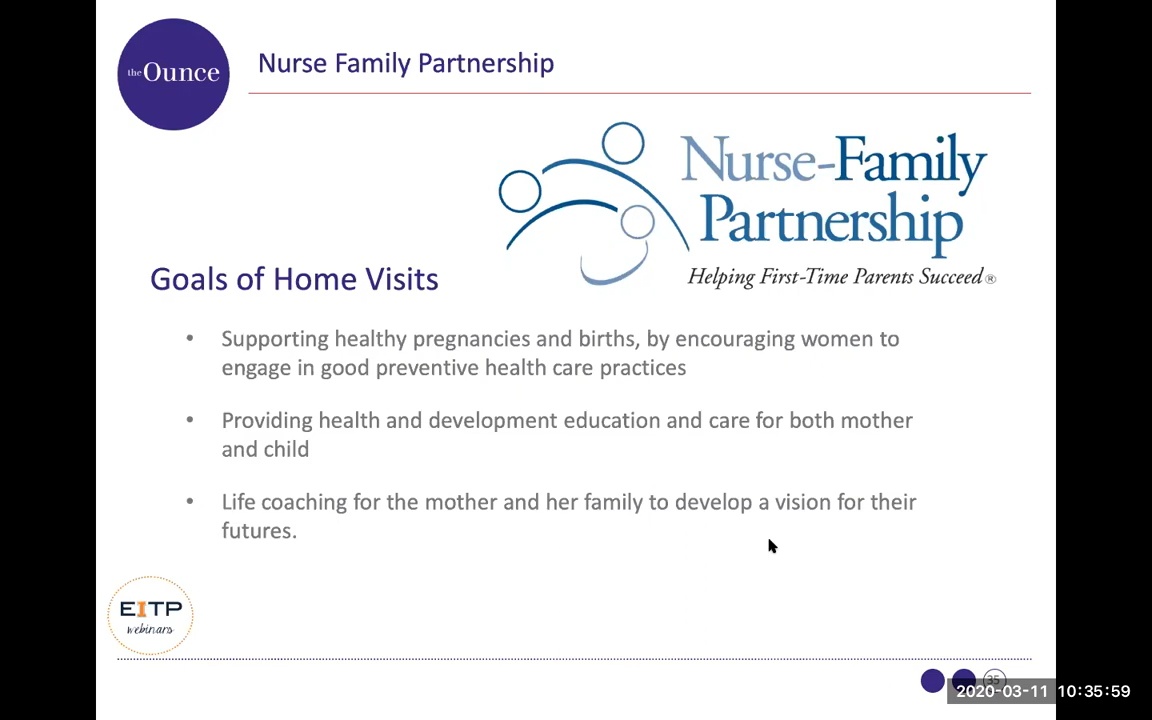 the Ounce
Nurse Family Partnership
Nurse-Family
Partnership
Helping First-Time Parents Succeed®
Goals of Home Visits
• Supporting healthy pregnancies and births, by encouraging women to
engage in good preventive health care practices
• Providing health and development education and care for both mother
and child
• Life coaching for the mother and her family to develop a vision for their
futures.
EITP
webinars
35
2020-03-11 10:35:59